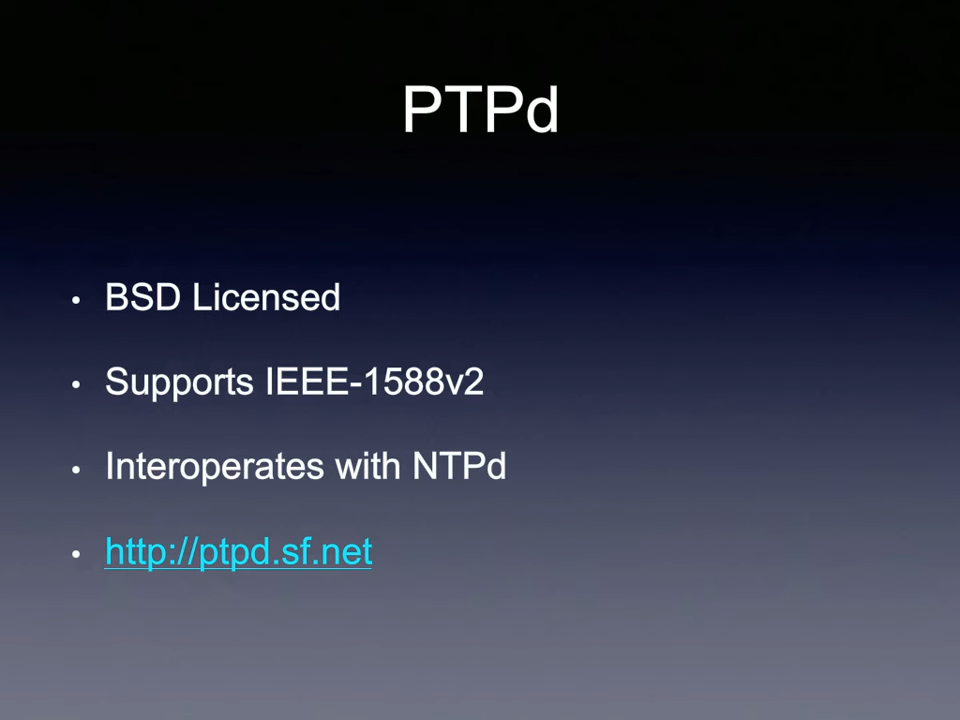 PTPd
• BSD Licensed
• Supports IEEE-1588v2
• Interoperates with NTPd
• http://ptpd.sf.net